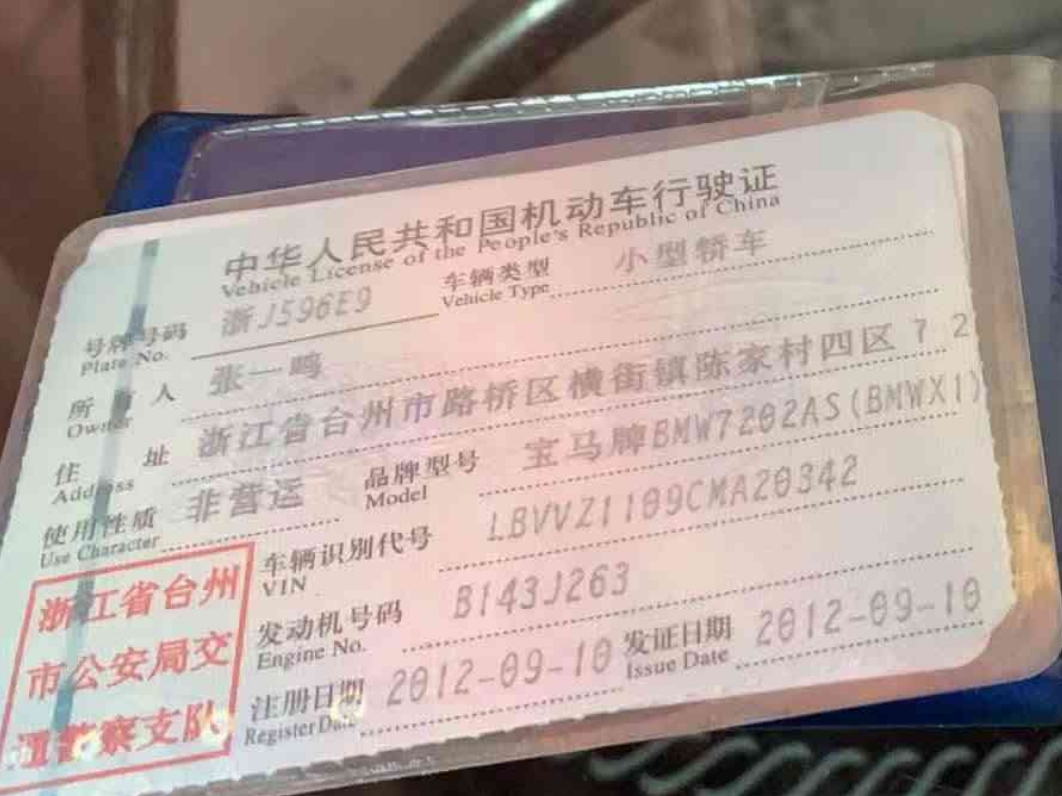 中华人民共和国机动车行驶证
Vehicle License of the People's Republic of China
号牌号码 浙J596E9 车辆类型 小型轿车
Plate No. Vehicle Type
所有人 张一鸣
Owner
住址 浙江省台州市路桥区横街镇陈家村四区72
Address
使用性质 非营运 品牌型号 宝马牌BMW7202AS(BMWX1)
Use Character Model
车辆识别代号 LBVVZ1109CMA20342
VIN
发动机号码 B143J263
Engine No.
注册日期 2012-09-10 发证日期 2012-09-10
Register Date Issue Date
浙江省台州
市公安局交
通警察支队